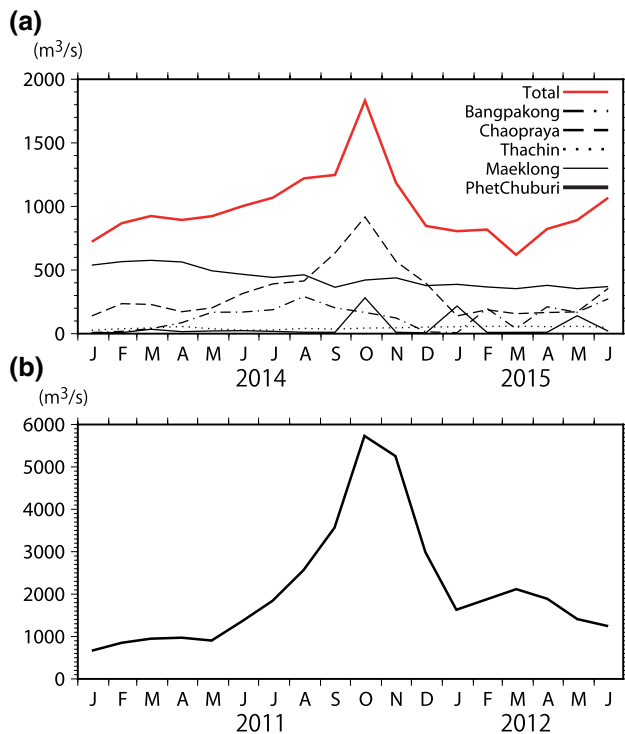 (a)
(m³/s)
2000
1500
1000
500
0
Total
Bangpakong
Chaopraya
Thachin
Maeklong
PhetChuburi
J F M A M J J A S O N D J F M A M J
2014 2015
(b)
(m³/s)
6000
5000
4000
3000
2000
1000
0
J F M A M J J A S O N D J F M A M J
2011 2012